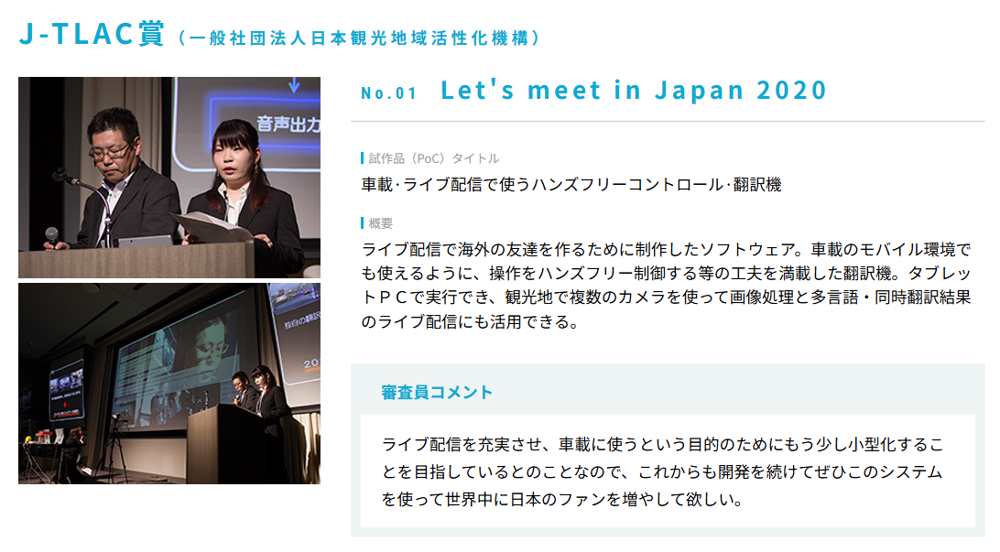 J-TLAC賞（一般社団法人日本観光地域活性化機構）
音声出力
No.01 Let's meet in Japan 2020
試作品（PoC）タイトル
車載·ライブ配信で使うハンズフリーコントロール·翻訳機
概要
ライブ配信で海外の友達を作るために制作したソフトウェア。車載のモバイル環境で
も使えるように、操作をハンズフリー制御する等の工夫を満載した翻訳機。タブレッ
トＰＣで実行でき、観光地で複数のカメラを使って画像処理と多言語・同時翻訳結果
のライブ配信にも活用できる。
独自の翻訳
審査員コメント
ライブ配信を充実させ、車載に使うという目的のためにもう少し小型化するこ
とを目指しているとのことなので、これからも開発を続けてぜひこのシステム
を使って世界中に日本のファンを増やして欲しい。